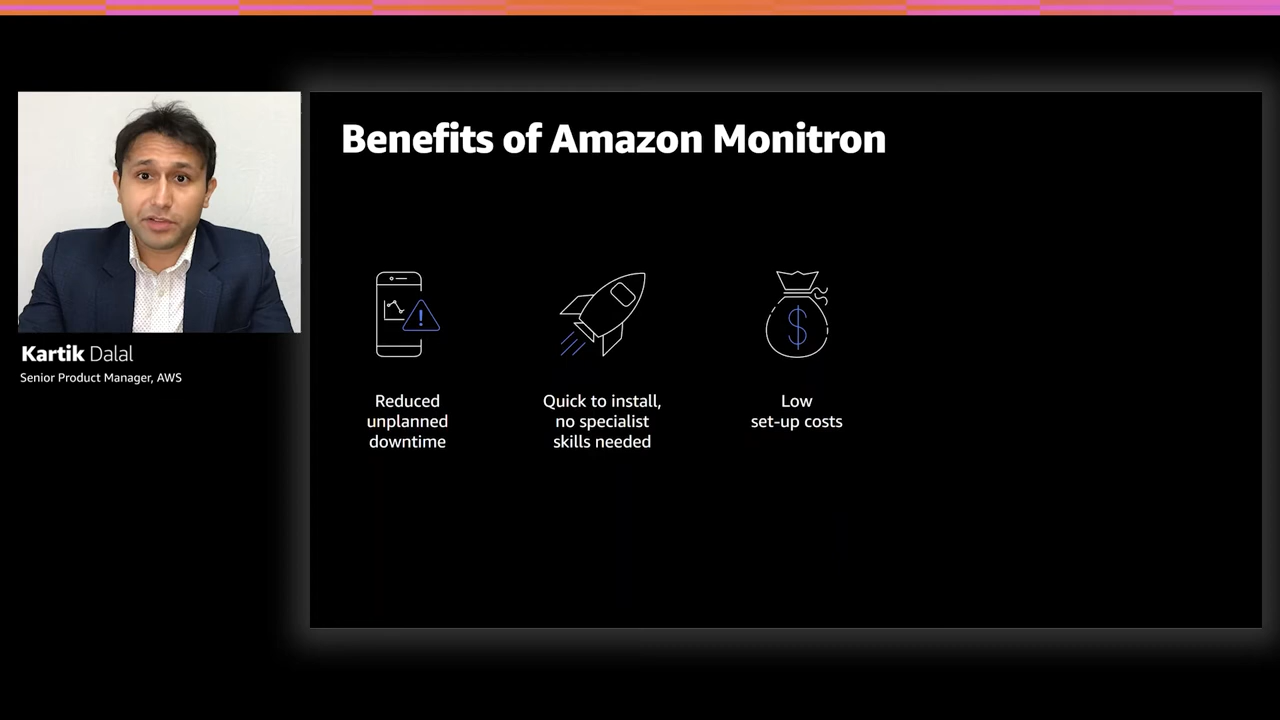 Benefits of Amazon Monitron
Kartik Dalal
Senior Product Manager, AWS
Reduced
unplanned
downtime
Quick to install,
no specialist
skills needed
Low
set-up costs